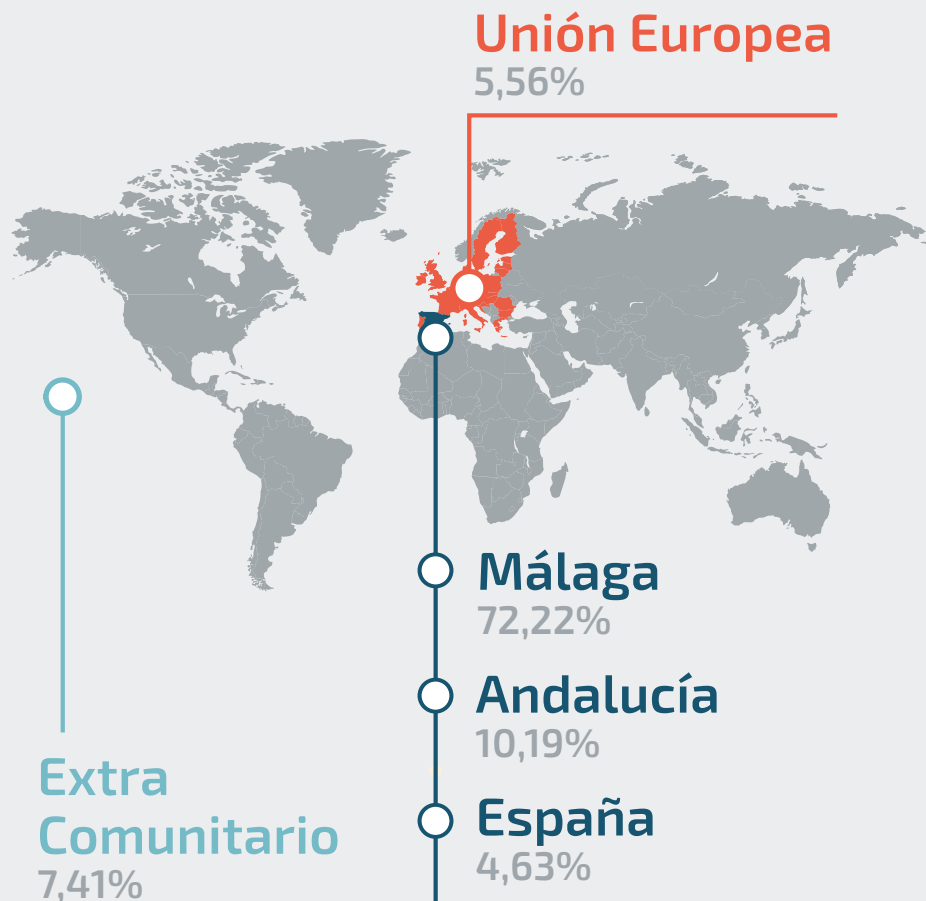 Unión Europea
5,56%
Málaga
72,22%
Andalucía
10,19%
España
4,63%
Extra
Comunitario
7,41%